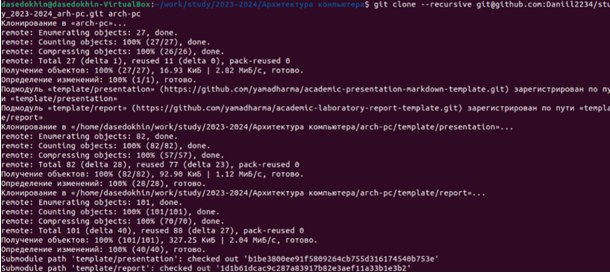 dasedokhin@dasedokhin-VirtualBox:~/work/study/2023-2024/Архитектура компьютера$ git clone --recursive git@github.com:Daniil2234/stud
y_2023-2024_arh-pc.git arch-pc
Клонирование в «arch-pc»...
remote: Enumerating objects: 27, done.
remote: Counting objects: 100% (27/27), done.
remote: Compressing objects: 100% (26/26), done.
remote: Total 27 (delta 1), reused 11 (delta 0), pack-reused 0
Получение объектов: 100% (27/27), 16.93 КиБ | 2.82 МиБ/с, готово.
Определение изменений: 100% (1/1), готово.
Подмодуль «template/presentation» (https://github.com/yamadharma/academic-presentation-markdown-template.git) зарегистрирован по пут
и «template/presentation»
Подмодуль «template/report» (https://github.com/yamadharma/academic-laboratory-report-template.git) зарегистрирован по пути «templat
e/report»
Клонирование в «/home/dasedokhin/work/study/2023-2024/Архитектура компьютера/arch-pc/template/presentation»...
remote: Enumerating objects: 82, done.
remote: Counting objects: 100% (82/82), done.
remote: Compressing objects: 100% (57/57), done.
remote: Total 82 (delta 28), reused 77 (delta 23), pack-reused 0
Получение объектов: 100% (82/82), 92.90 КиБ | 1.12 МиБ/с, готово.
Определение изменений: 100% (28/28), готово.
Клонирование в «/home/dasedokhin/work/study/2023-2024/Архитектура компьютера/arch-pc/template/report»...
remote: Enumerating objects: 101, done.
remote: Counting objects: 100% (101/101), done.
remote: Compressing objects: 100% (70/70), done.
remote: Total 101 (delta 40), reused 88 (delta 27), pack-reused 0
Получение объектов: 100% (101/101), 327.25 КиБ | 2.04 МиБ/с, готово.
Определение изменений: 100% (40/40), готово.
Submodule path 'template/presentation': checked out 'b1be3800ee91f5809264cb755d316174540b753e'
Submodule path 'template/report': checked out '1d1b61dcac9c287a83917b82e3aef11a33b1e3b2'